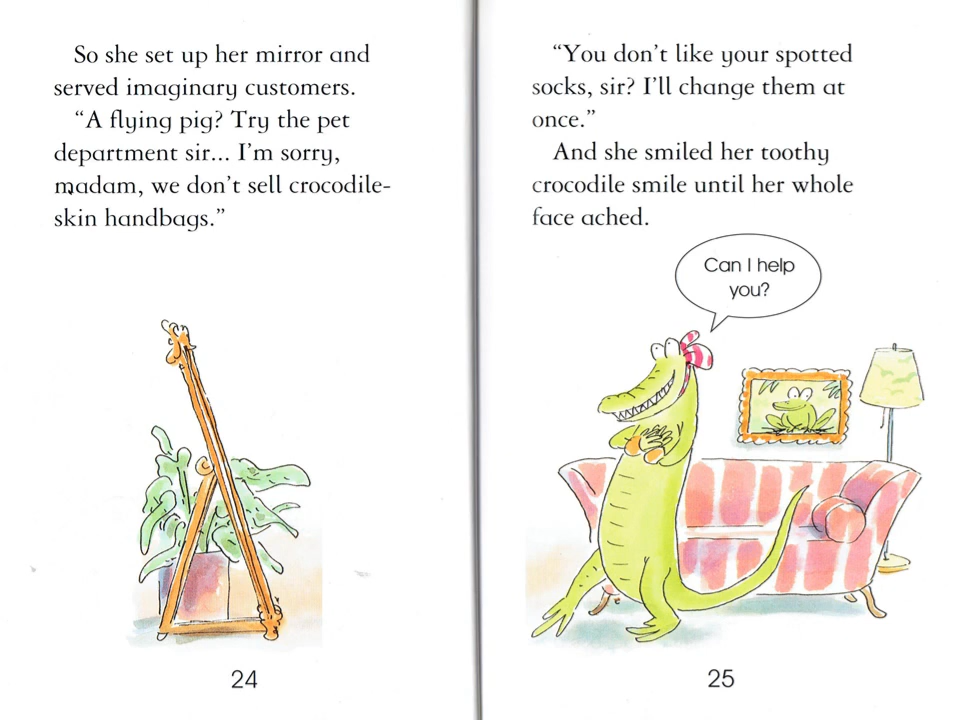 So she set up her mirror and
served imaginary customers.
“A flying pig? Try the pet
department sir... I’m sorry,
madam, we don’t sell crocodile-
skin handbags.”
24
“You don’t like your spotted
socks, sir? I’ll change them at
once.”
And she smiled her toothy
crocodile smile until her whole
face ached.
Can I help
you?
25